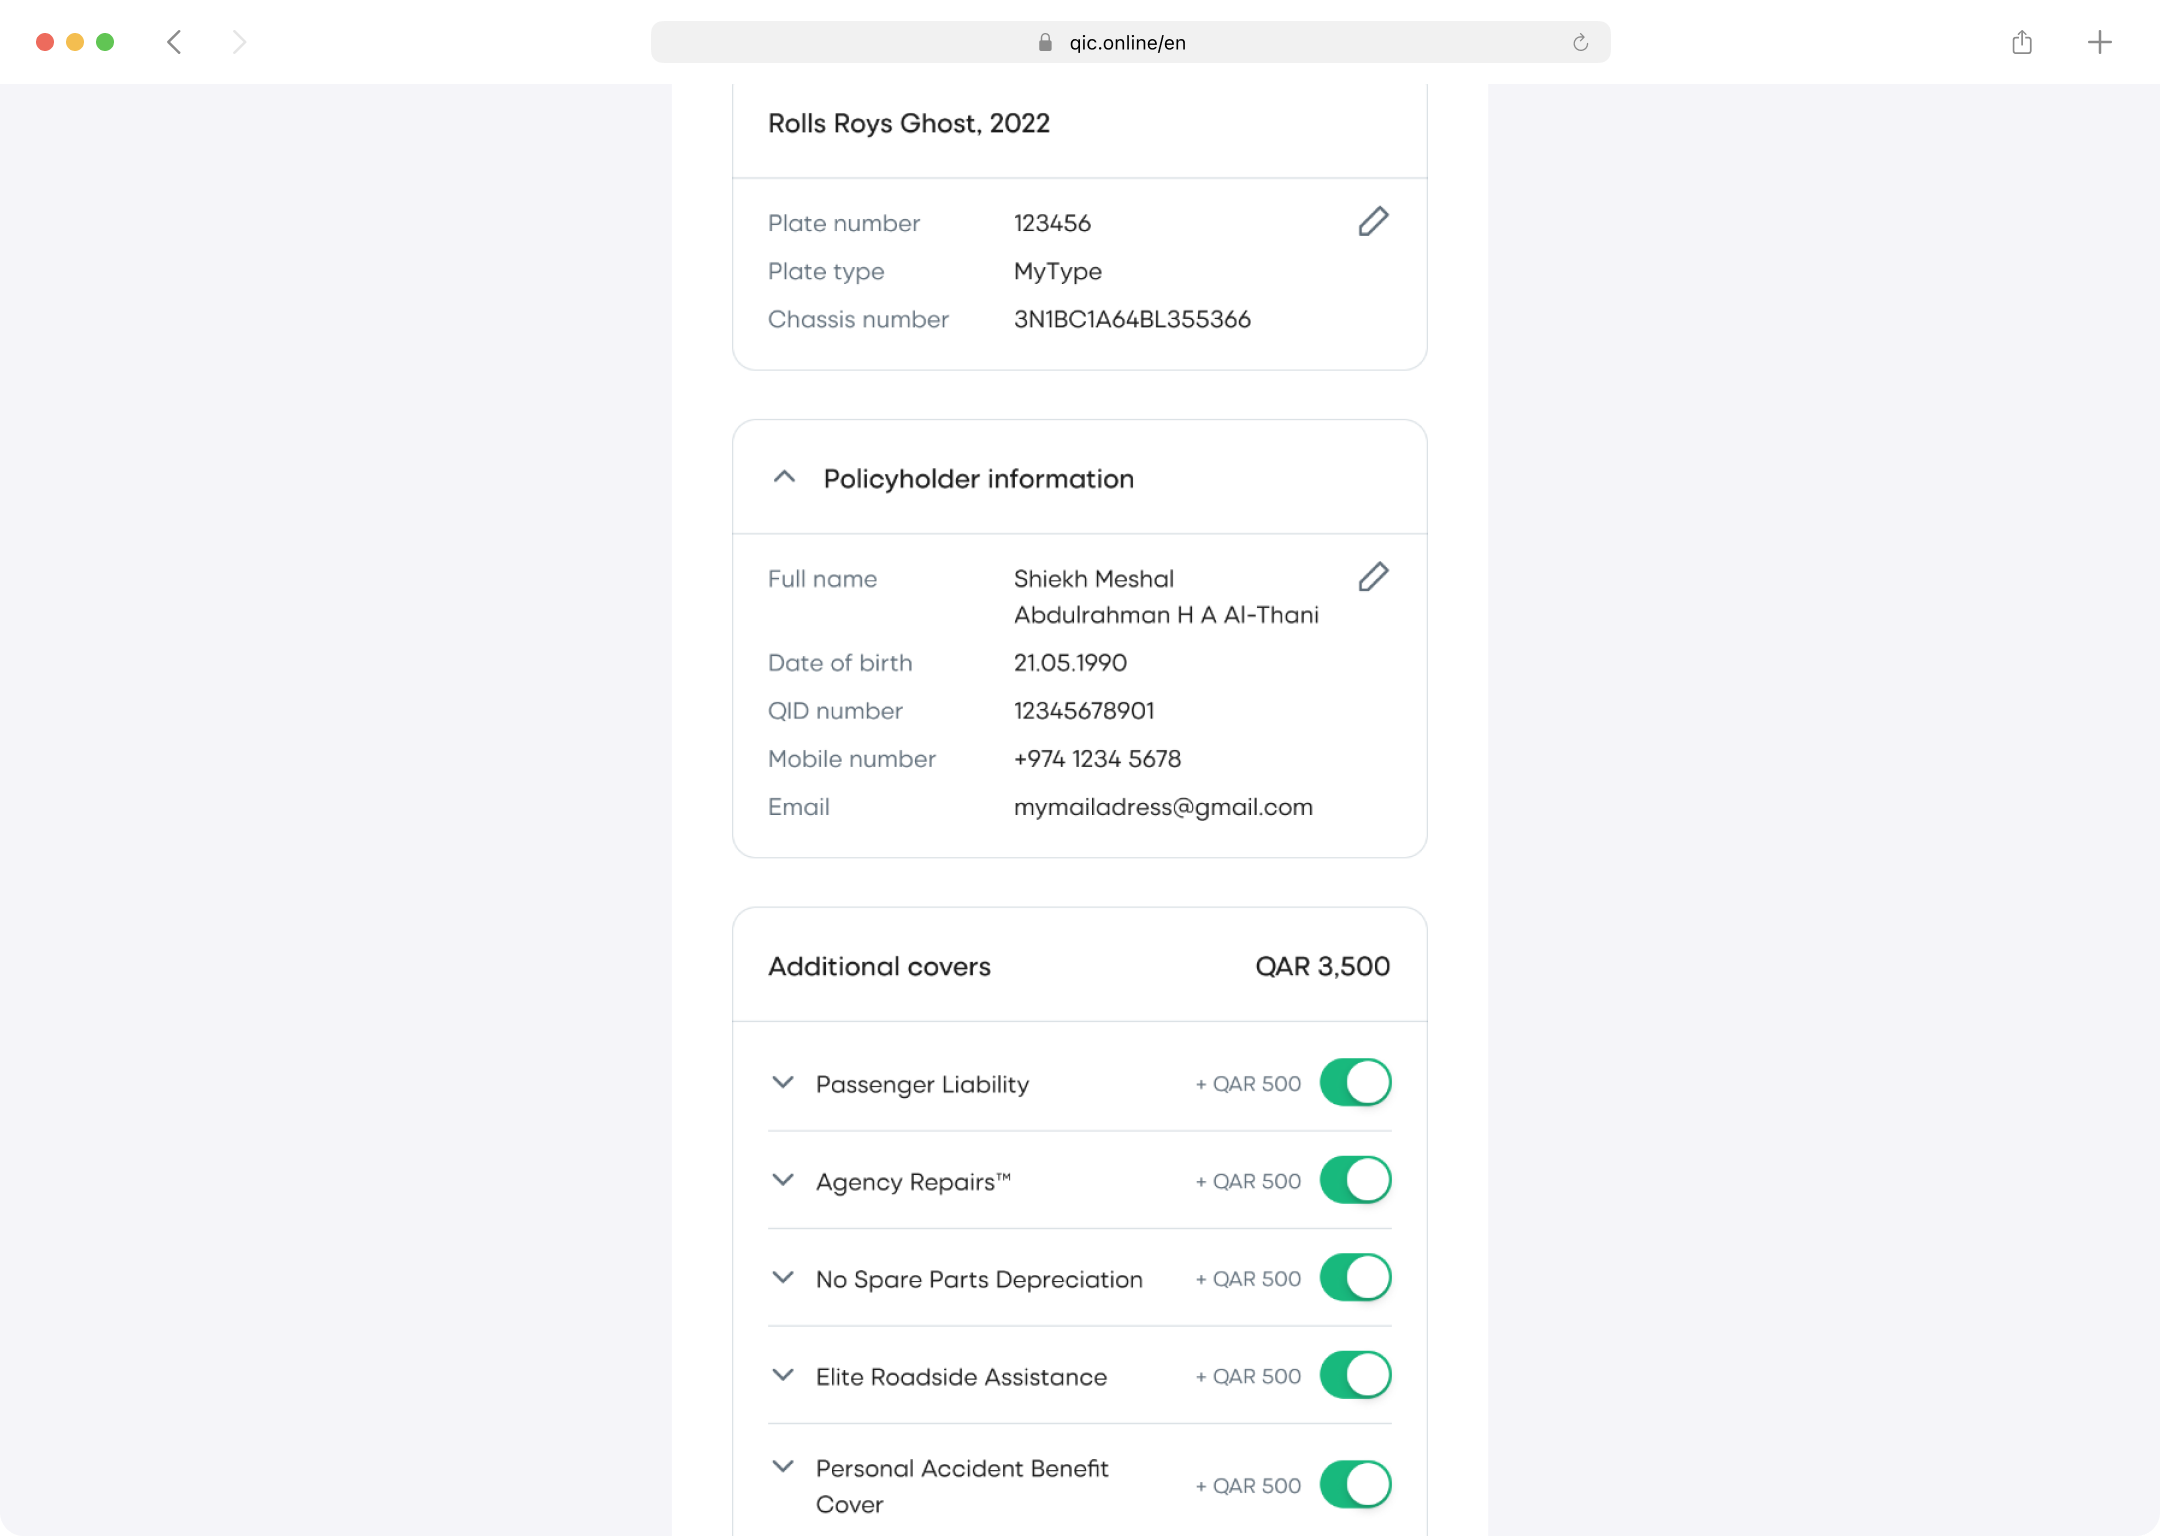 qic.online/en
Rolls Roys Ghost, 2022
Plate number 123456
Plate type MyType
Chassis number 3N1BC1A64BL355366
Policyholder information
Full name Shiekh Meshal
Abdulrahman H A Al-Thani
Date of birth 21.05.1990
QID number 12345678901
Mobile number +974 1234 5678
Email mymailadress@gmail.com
Additional covers QAR 3,500
Passenger Liability + QAR 500
Agency Repairs™ + QAR 500
No Spare Parts Depreciation + QAR 500
Elite Roadside Assistance + QAR 500
Personal Accident Benefit
Cover + QAR 500